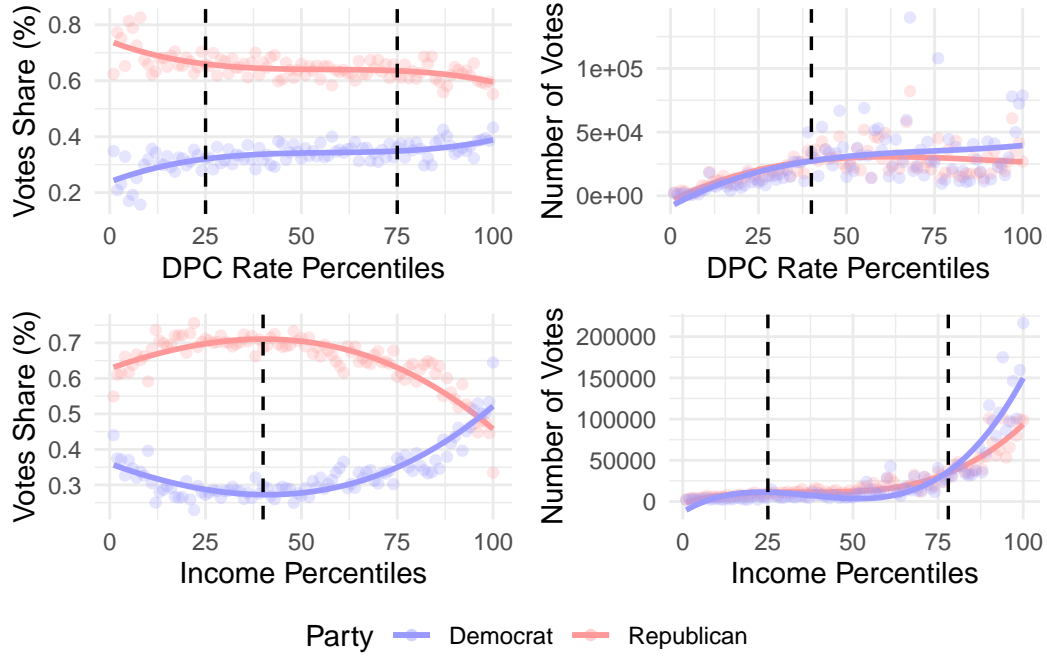 Votes Share (%)
0.8
0.6
0.4
0.2
0 25 50 75 100
DPC Rate Percentiles
Number of Votes
1e+05
5e+04
0e+00
0 25 50 75 100
DPC Rate Percentiles
Votes Share (%)
0.7
0.6
0.5
0.4
0.3
0 25 50 75 100
Income Percentiles
Number of Votes
200000
150000
100000
50000
0
0 25 50 75 100
Income Percentiles
Party Democrat Republican